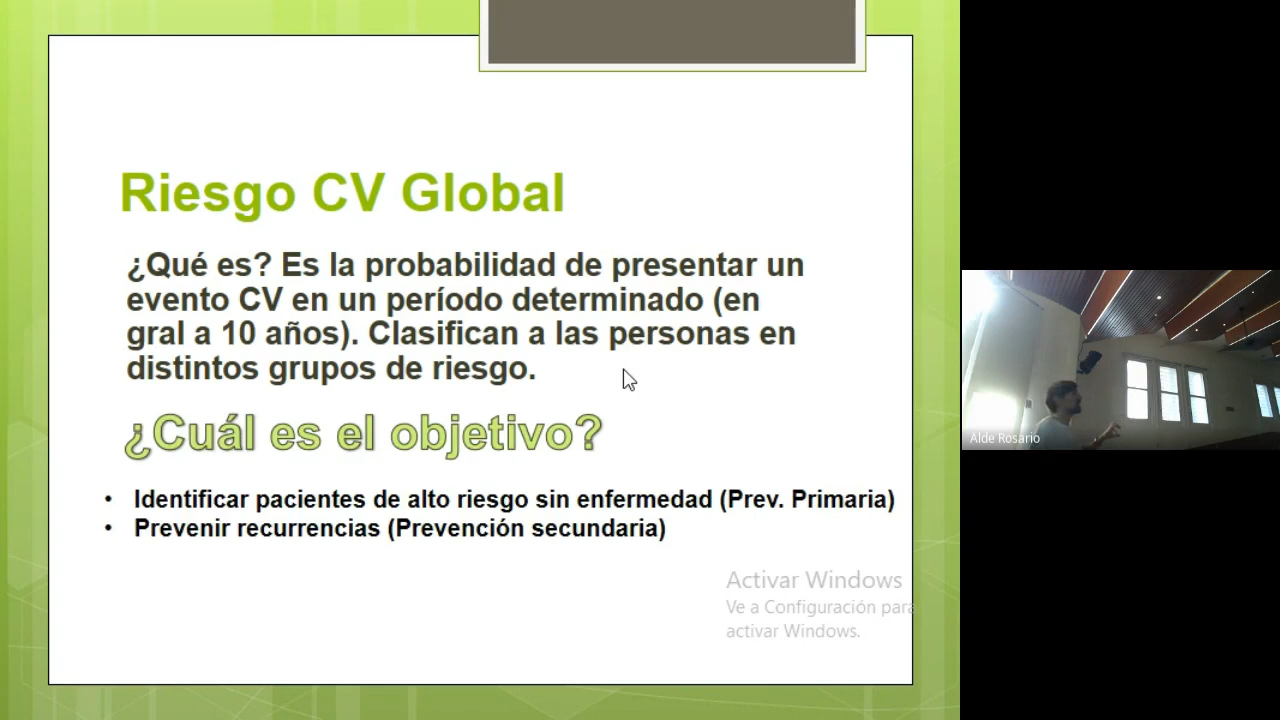 Riesgo CV Global
¿Qué es? Es la probabilidad de presentar un
evento CV en un período determinado (en
gral a 10 años). Clasifican a las personas en
distintos grupos de riesgo.
¿Cuál es el objetivo?
• Identificar pacientes de alto riesgo sin enfermedad (Prev. Primaria)
• Prevenir recurrencias (Prevención secundaria)
Activar Windows
Ve a Configuración para
activar Windows.
Alde Rosario